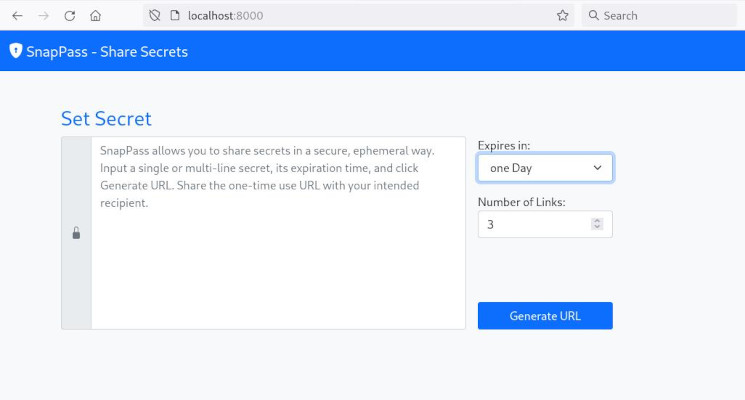 localhost:8000
Search
SnapPass - Share Secrets
Set Secret
SnapPass allows you to share secrets in a secure, ephemeral way.
Input a single or multi-line secret, its expiration time, and click
Generate URL. Share the one-time use URL with your intended
recipient.
Expires in:
one Day
Number of Links:
3
Generate URL